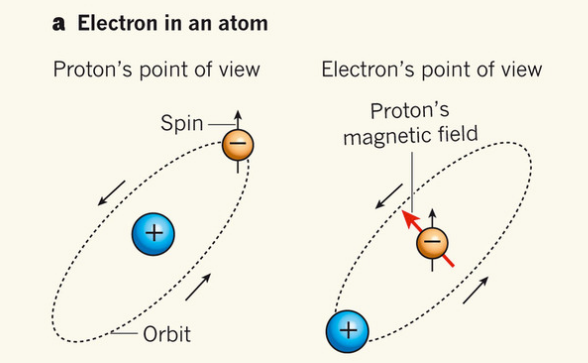 a Electron in an atom
Proton's point of view
Electron's point of view
Spin
Proton's
magnetic field
−
+
−
+
Orbit